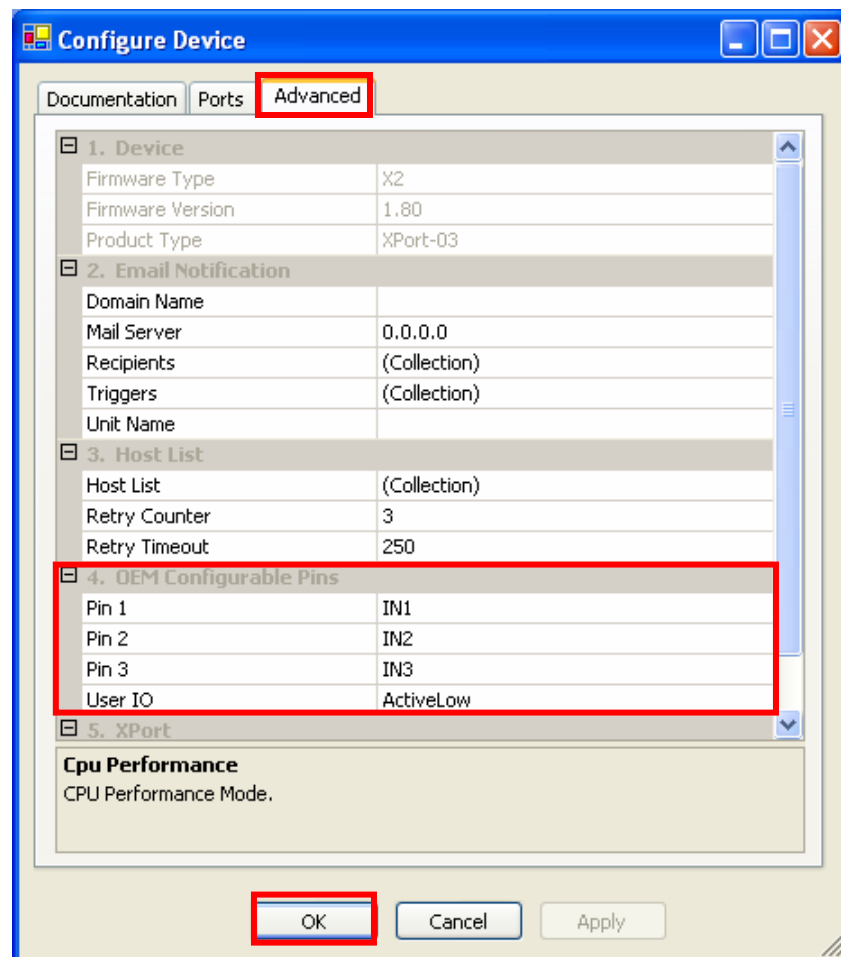 Configure Device
Documentation Ports Advanced
1. Device
Firmware Type X2
Firmware Version 1.80
Product Type XPort-03
2. Email Notification
Domain Name
Mail Server 0.0.0.0
Recipients (Collection)
Triggers (Collection)
Unit Name
3. Host List
Host List (Collection)
Retry Counter 3
Retry Timeout 250
4. OEM Configurable Pins
Pin 1 IN1
Pin 2 IN2
Pin 3 IN3
User IO ActiveLow
5. XPort
Cpu Performance
CPU Performance Mode.
OK Cancel Apply